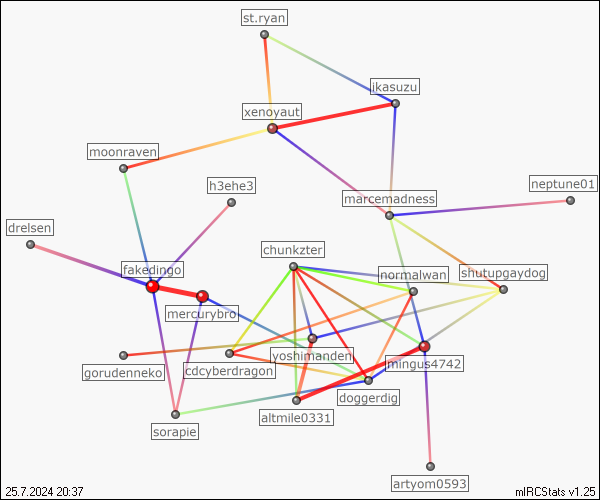 st.ryan
ikasuzu
xenoyaut
moonraven
h3ehe3
neptune01
marcemadness
drelsen
chunkzter
fakedingo
normalwan
shutupgaydog
mercurybro
yoshimanden
mingus4742
gorudenneko
cdcyberdragon
doggerdig
altmile0331
sorapie
artyom0593
25.7.2024 20:37
mIRCStats v1.25